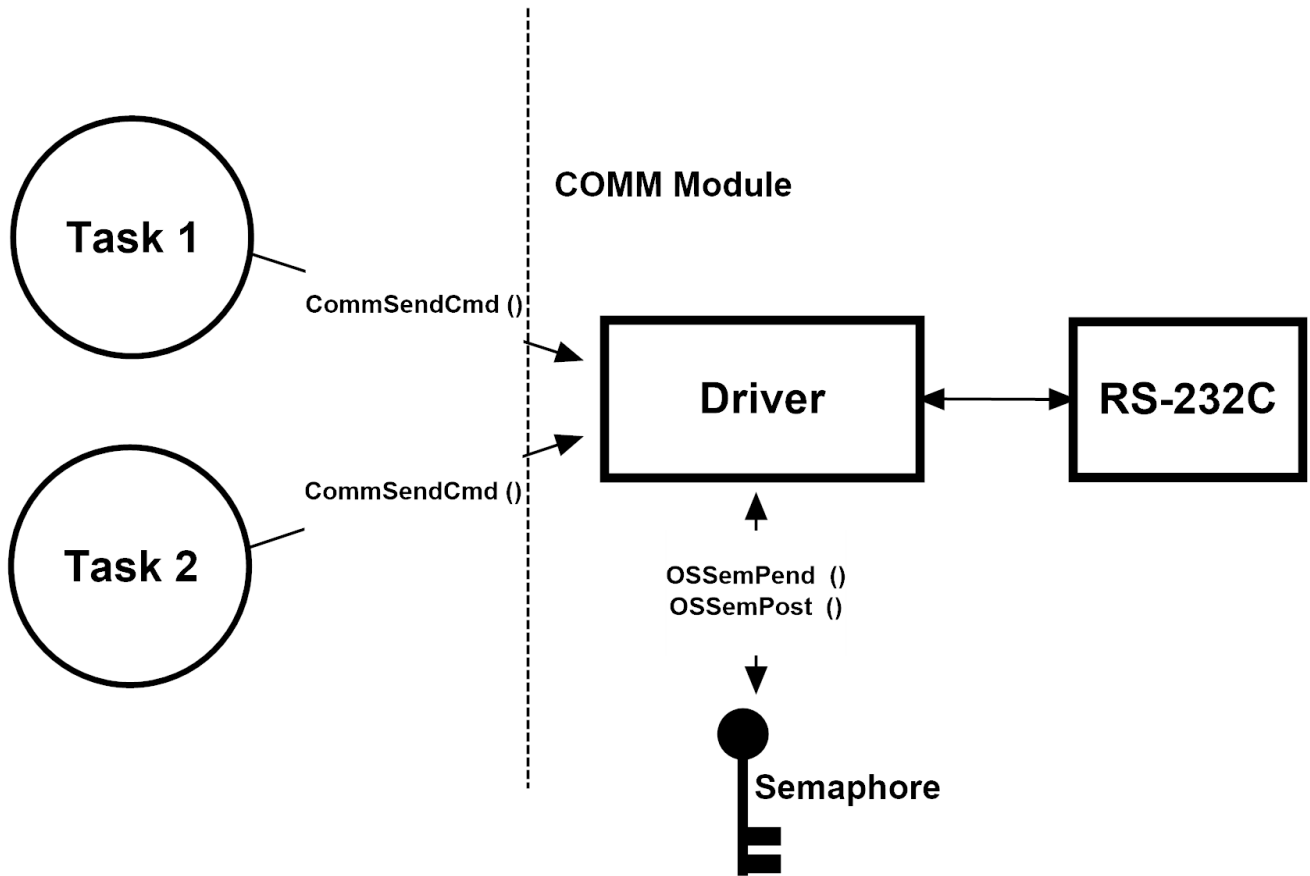 COMM Module
Task 1
CommSendCmd ()
Driver
RS-232C
CommSendCmd ()
Task 2
OSSemPend ()
OSSemPost ()
Semaphore